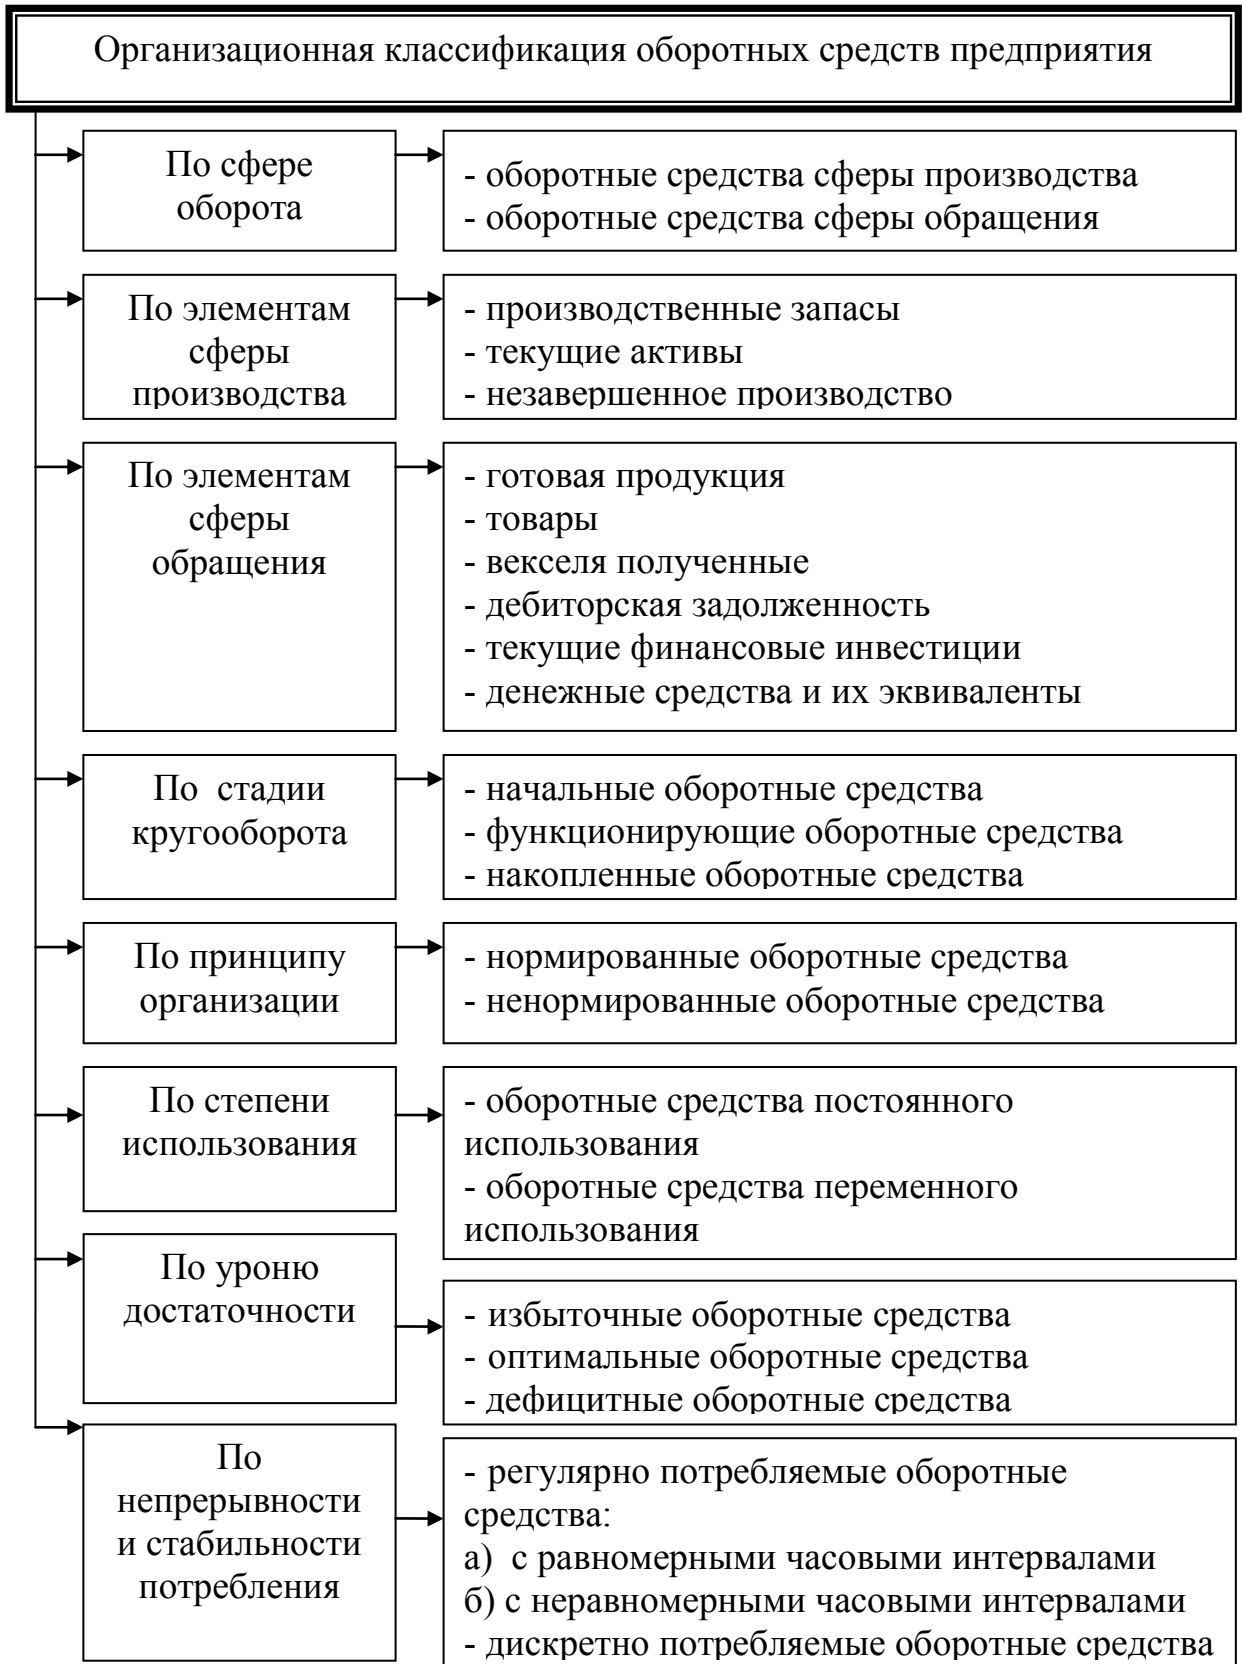 Организационная классификация оборотных средств предприятия
По сфере
оборота
- оборотные средства сферы производства
- оборотные средства сферы обращения
По элементам
сферы
производства
- производственные запасы
- текущие активы
- незавершенное производство
По элементам
сферы
обращения
- готовая продукция
- товары
- векселя полученные
- дебиторская задолженность
- текущие финансовые инвестиции
- денежные средства и их эквиваленты
По стадии
кругооборота
- начальные оборотные средства
- функционирующие оборотные средства
- накопленные оборотные средства
По принципу
организации
- нормированные оборотные средства
- ненормированные оборотные средства
По степени
использования
- оборотные средства постоянного
использования
- оборотные средства переменного
использования
По уроню
достаточности
- избыточные оборотные средства
- оптимальные оборотные средства
- дефицитные оборотные средства
По
непрерывности
и стабильности
потребления
- регулярно потребляемые оборотные
средства:
а) с равномерными часовыми интервалами
б) с неравномерными часовыми интервалами
- дискретно потребляемые оборотные средства